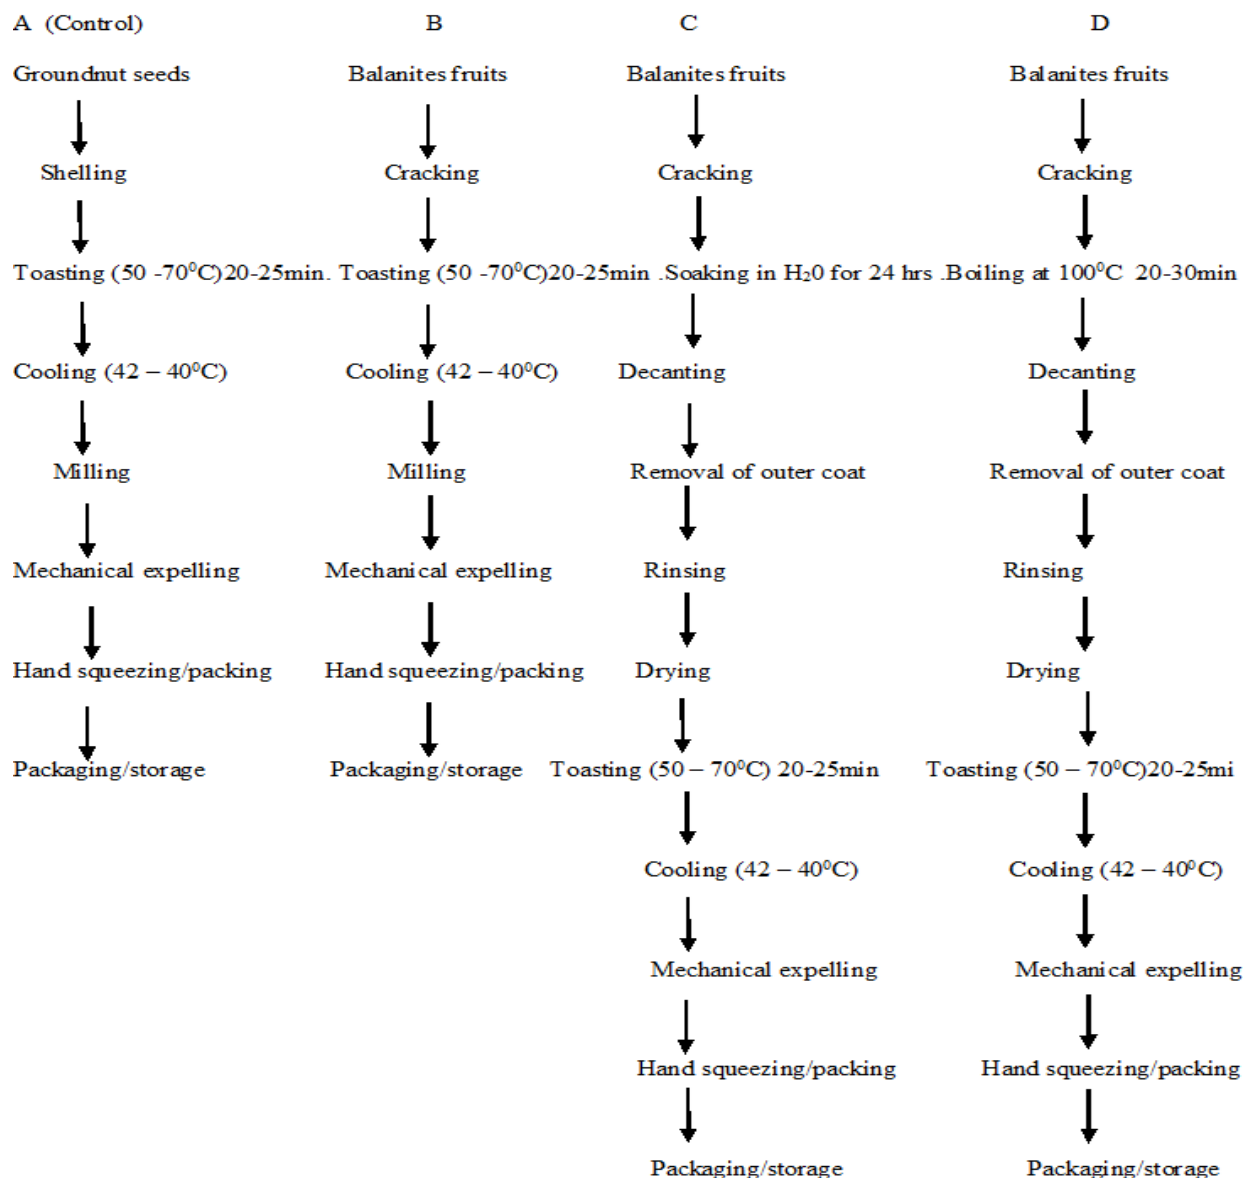 A (Control) B C D
Groundnut seeds Balanites fruits Balanites fruits Balanites fruits
Shelling Cracking Cracking Cracking
Toasting (50 -70⁰C)20-25min. Toasting (50 -70⁰C)20-25min .Soaking in H₂0 for 24 hrs .Boiling at 100⁰C 20-30min
Cooling (42 – 40⁰C) Cooling (42 – 40⁰C) Decanting Decanting
Milling Milling Removal of outer coat Removal of outer coat
Mechanical expelling Mechanical expelling Rinsing Rinsing
Hand squeezing/packing Hand squeezing/packing Drying Drying
Packaging/storage Packaging/storage Toasting (50 – 70⁰C) 20-25min Toasting (50 – 70⁰C)20-25mi
Cooling (42 – 40⁰C) Cooling (42 – 40⁰C)
Mechanical expelling Mechanical expelling
Hand squeezing/packing Hand squeezing/packing
Packaging/storage Packaging/storage